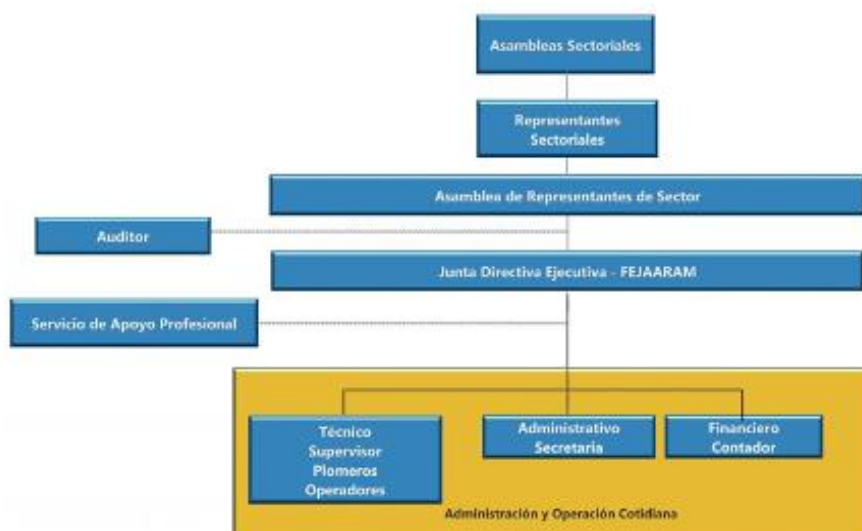 Asambleas Sectoriales
Representantes
Sectoriales
Asamblea de Representantes de Sector
Auditor
Junta Directiva Ejecutiva - FEJAARAM
Servicio de Apoyo Profesional
Técnico
Supervisor
Plomeros
Operadores
Administrativo
Secretaria
Financiero
Contador
Administración y Operación Cotidiana